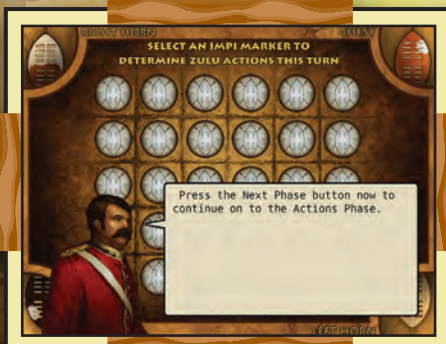 RIGHT HORN
CHEST
SELECT AN IMPI MARKER TO
DETERMINE ZULU ACTIONS THIS TURN
Press the Next Phase button now to
continue on to the Actions Phase.
LEFT HORN